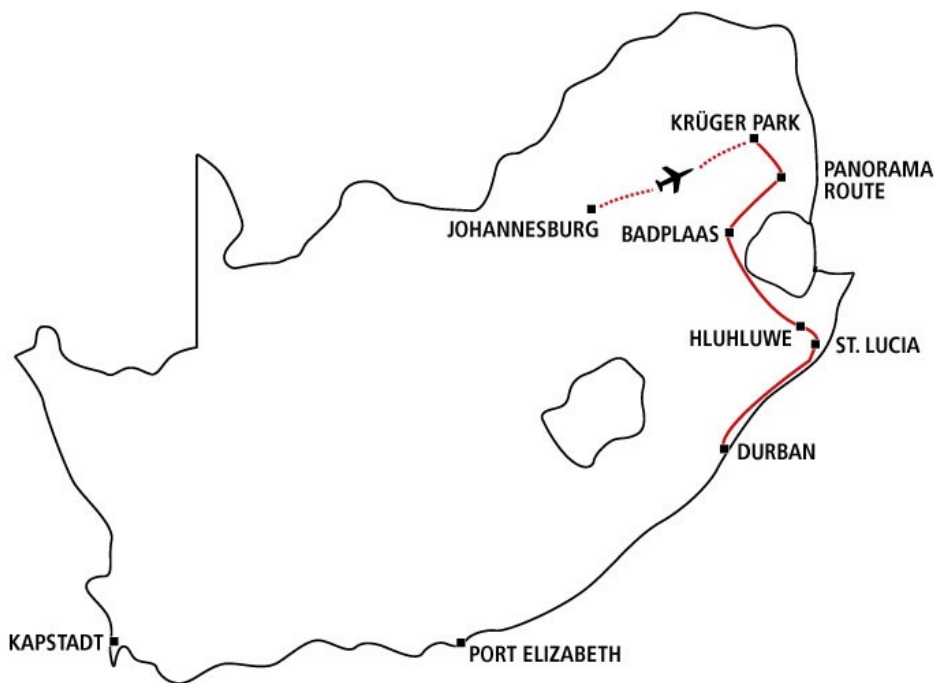 KRÜGER PARK
PANORAMA
ROUTE
JOHANNESBURG
BADPLAAS
HLUHLUWE
ST. LUCIA
DURBAN
KAPSTADT
PORT ELIZABETH